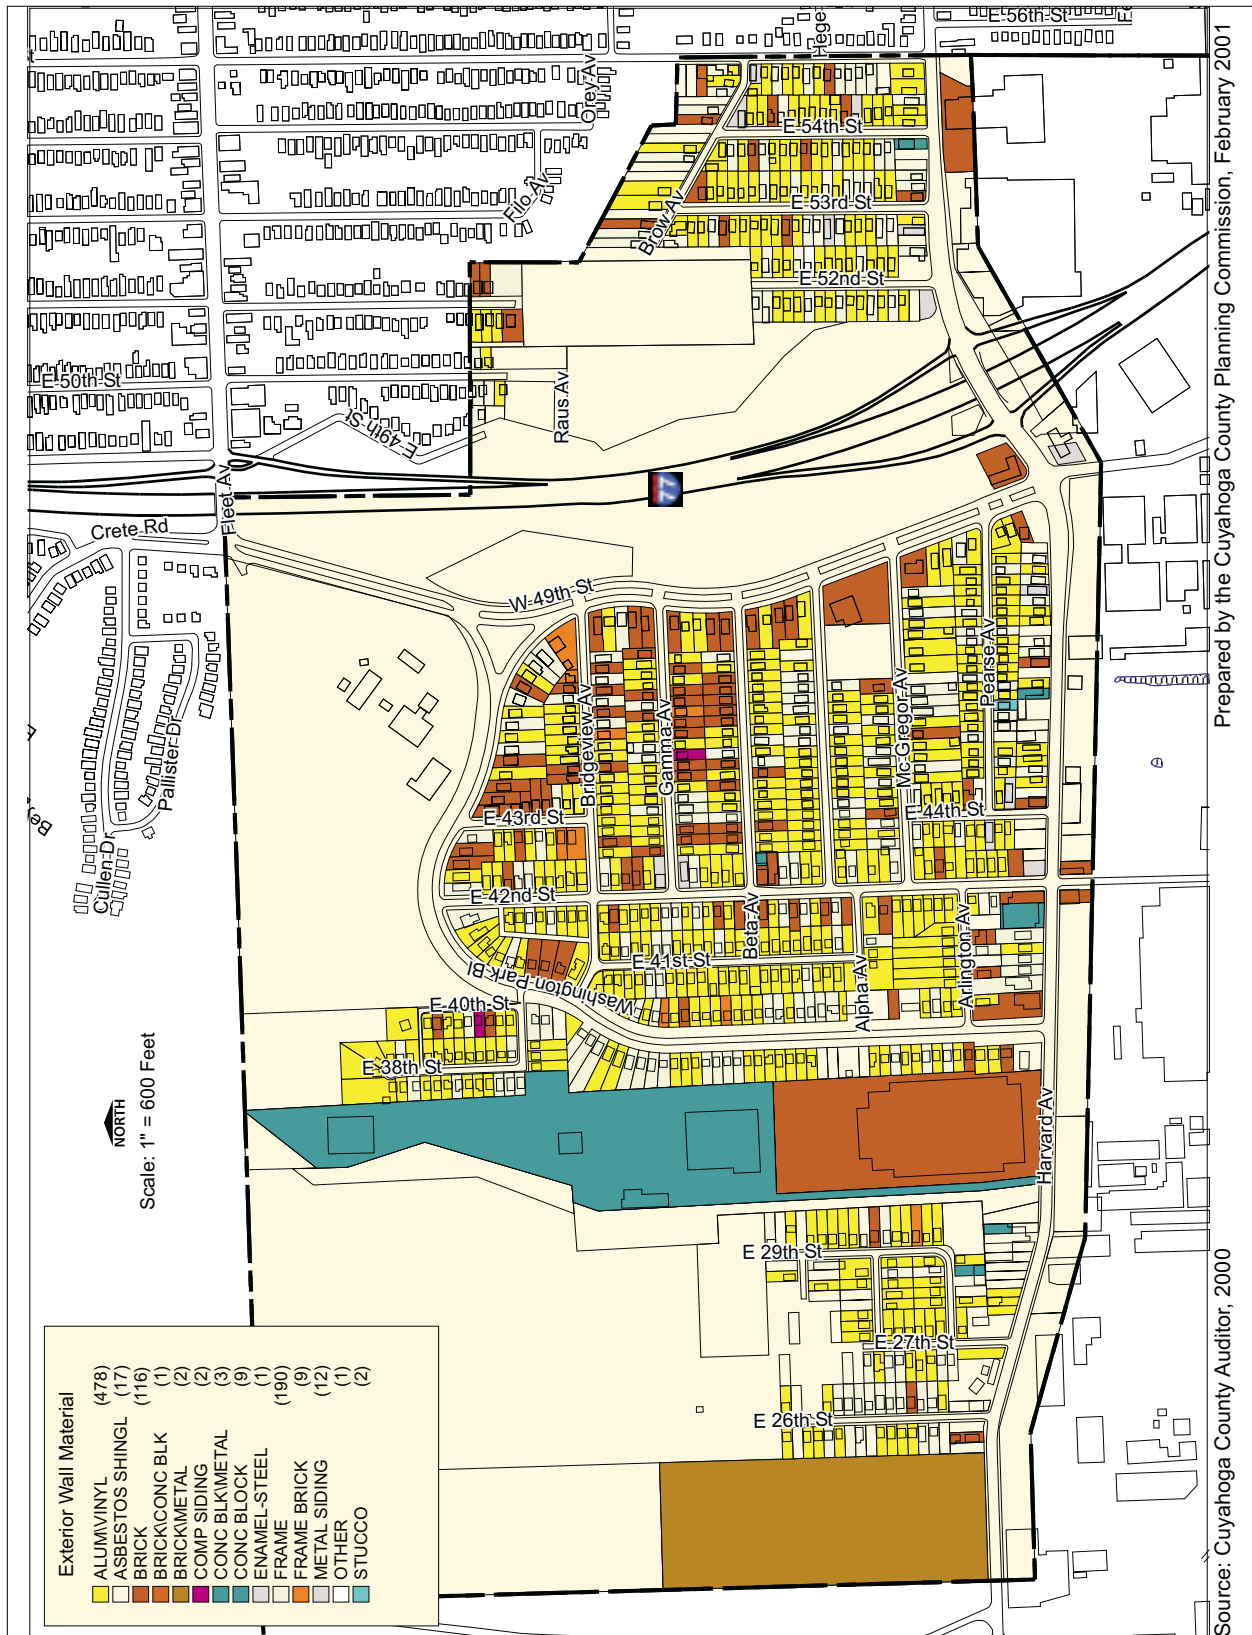 E 56th St
Hege
Orey Av
E 54th St
Filo Av
E 53rd St
Brow Av
E 52nd St
E 50th St
E 49th St
Raus Av
77
Fleet Av
Crete Rd
W 49th St
Pallister Dr
Cullen Dr
Bridgeview Av
Gamma Av
Mc Gregor Av
Pearse Av
E 43rd St
E 44th St
E 42nd St
Beta Av
E 41st St
Washington Park Bl
Alpha Av
Arlington Av
E 40th St
E 38th St
Harvard Av
E 29th St
E 27th St
E 26th St
NORTH
Scale: 1" = 600 Feet
Exterior Wall Material
ALUM\VINYL (478)
ASBESTOS SHINGL (17)
BRICK (116)
BRICK\CONC BLK (1)
BRICK\METAL (2)
COMP SIDING (2)
CONC BLK\METAL (3)
CONC BLOCK (9)
ENAMEL-STEEL (1)
FRAME (190)
FRAME BRICK (9)
METAL SIDING (12)
OTHER (1)
STUCCO (2)
Source: Cuyahoga County Auditor, 2000
Prepared by the Cuyahoga County Planning Commission, February 2001